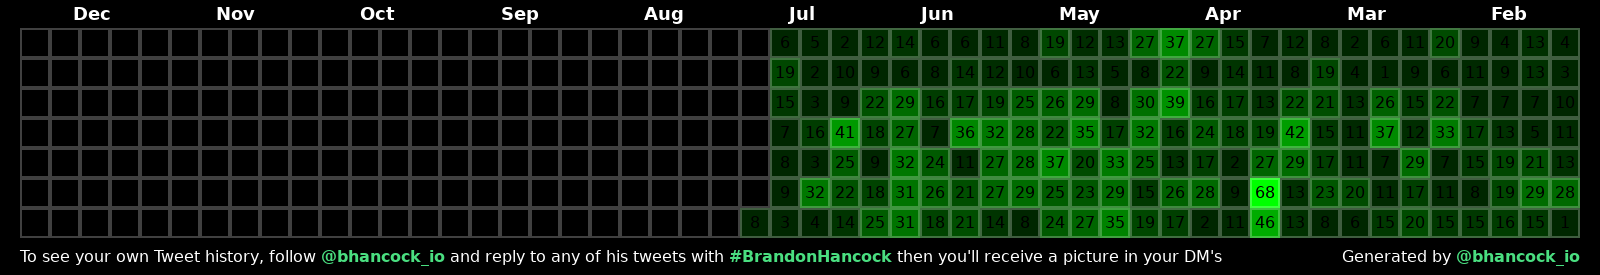 Dec Nov Oct Sep Aug Jul Jun May Apr Mar Feb
6 5 2 12 14 6 6 11 8 19 12 13 27 37 27 15 7 12 8 2 6 11 20 9 4 13 4
19 2 10 9 6 8 14 12 10 6 13 5 8 22 9 14 11 8 19 4 1 9 6 11 9 13 3
15 3 9 22 29 16 17 19 25 26 29 8 30 39 16 17 13 22 21 13 26 15 22 7 7 7 10
7 16 41 18 27 7 36 32 28 22 35 17 32 16 24 18 19 42 15 11 37 12 33 17 13 5 11
8 3 25 9 32 24 11 27 28 37 20 33 25 13 17 2 27 29 17 11 7 29 7 15 19 21 13
9 32 22 18 31 26 21 27 29 25 23 29 15 26 28 9 68 13 23 20 11 17 11 8 19 29 28
8 3 4 14 25 31 18 21 14 8 24 27 35 19 17 2 11 46 13 8 6 15 20 15 15 16 15 1
To see your own Tweet history, follow @bhancock_io and reply to any of his tweets with #BrandonHancock then you'll receive a picture in your DM's Generated by @bhancock_io